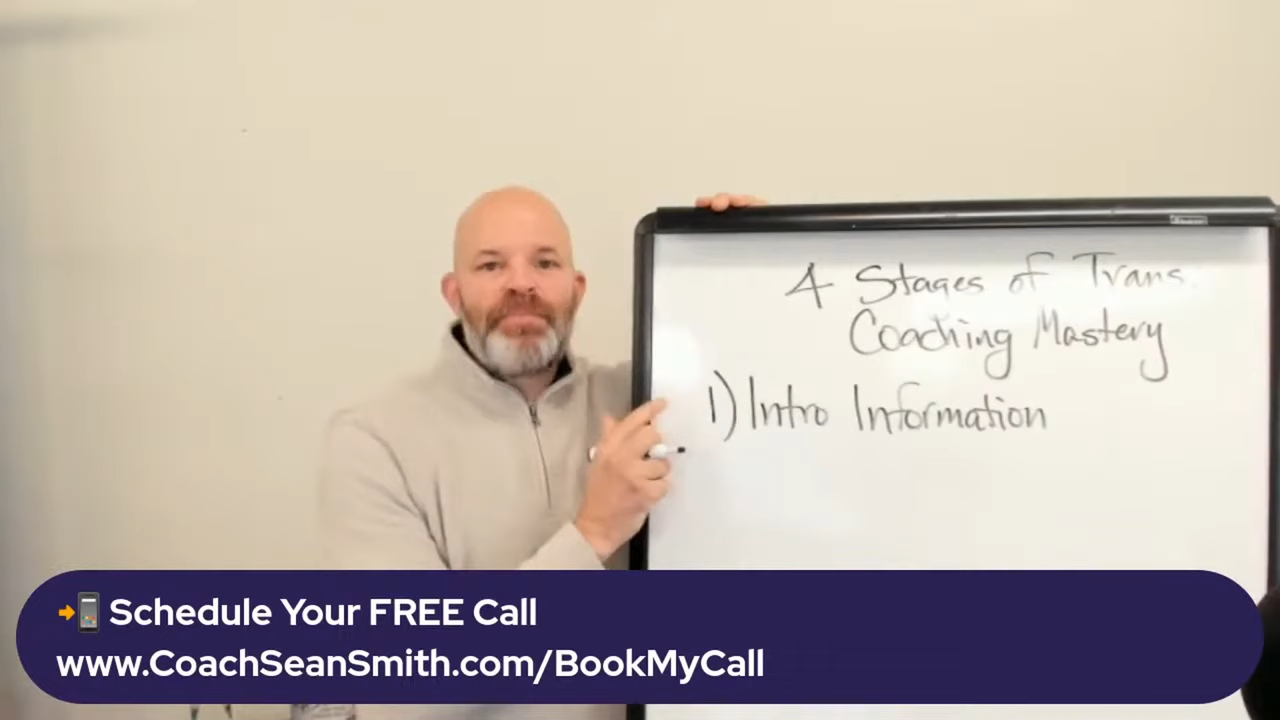 4 Stages of Trans.
Coaching Mastery
1) Intro Information
Schedule Your FREE Call
www.CoachSeanSmith.com/BookMyCall